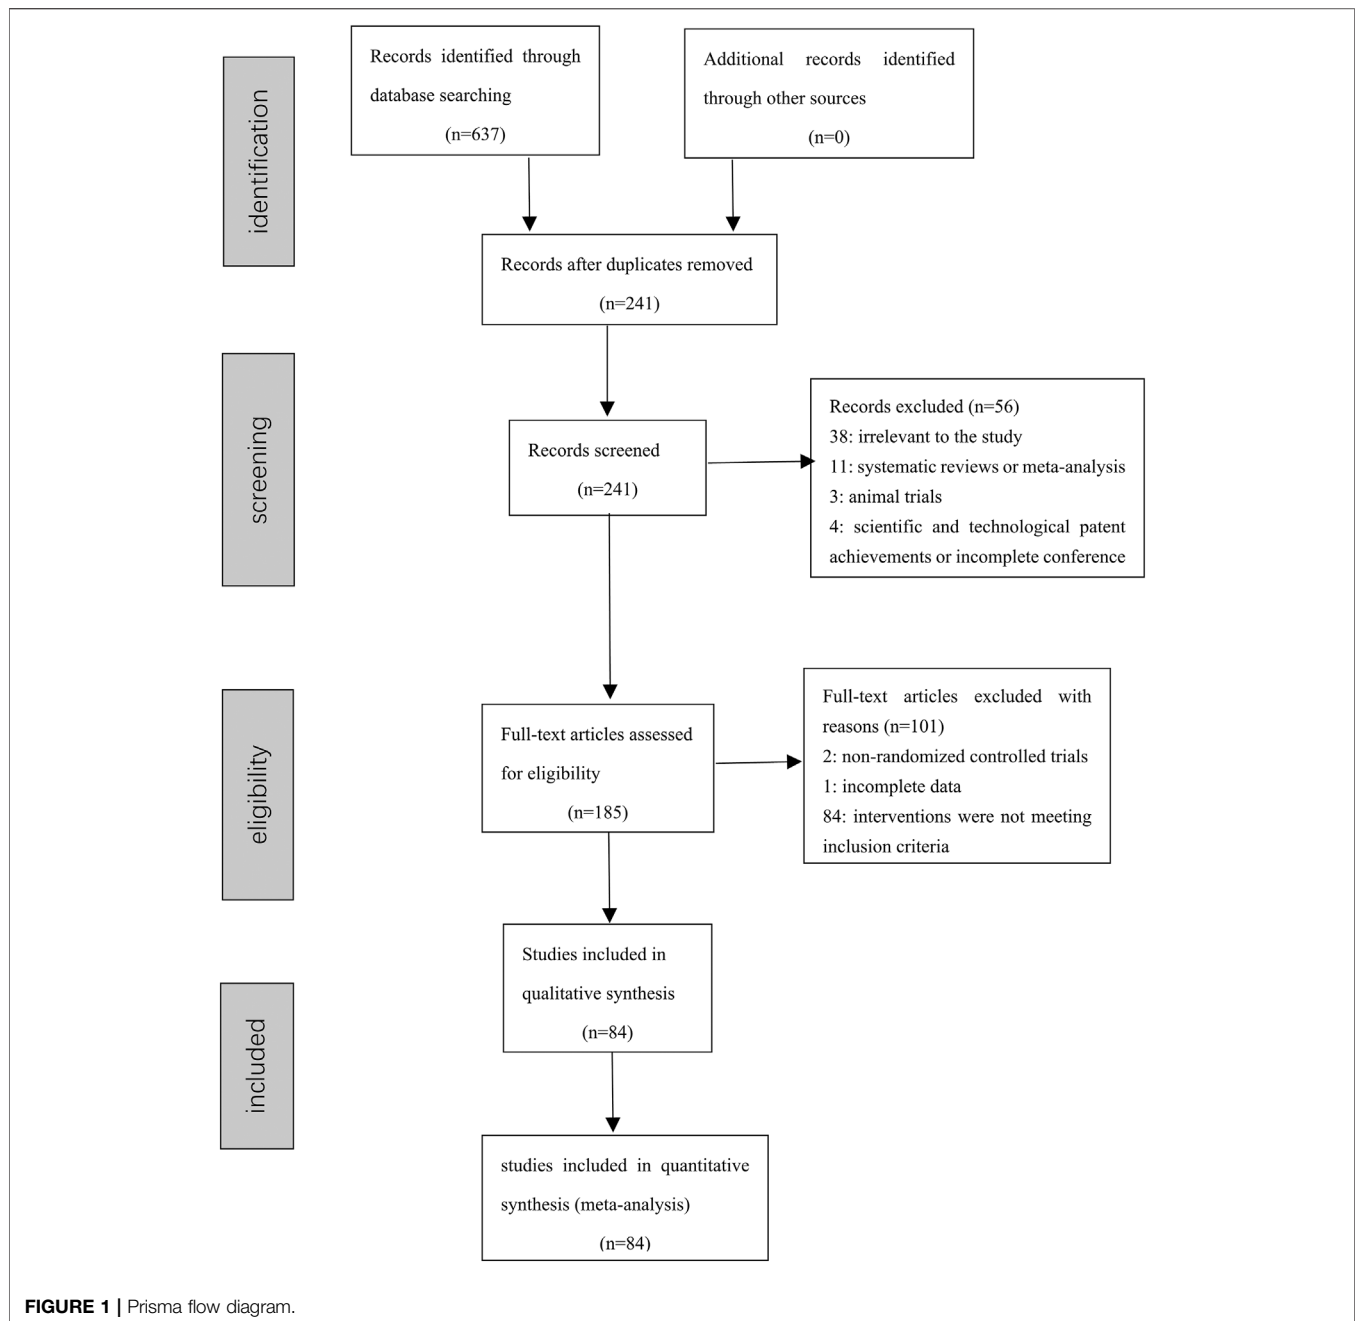 identification
Records identified through
database searching
(n=637)
Additional records identified
through other sources
(n=0)
Records after duplicates removed
(n=241)
screening
Records screened
(n=241)
Records excluded (n=56)
38: irrelevant to the study
11: systematic reviews or meta-analysis
3: animal trials
4: scientific and technological patent
achievements or incomplete conference
eligibility
Full-text articles assessed
for eligibility
(n=185)
Full-text articles excluded with
reasons (n=101)
2: non-randomized controlled trials
1: incomplete data
84: interventions were not meeting
inclusion criteria
included
Studies included in
qualitative synthesis
(n=84)
studies included in quantitative
synthesis (meta-analysis)
(n=84)
FIGURE 1 | Prisma flow diagram.